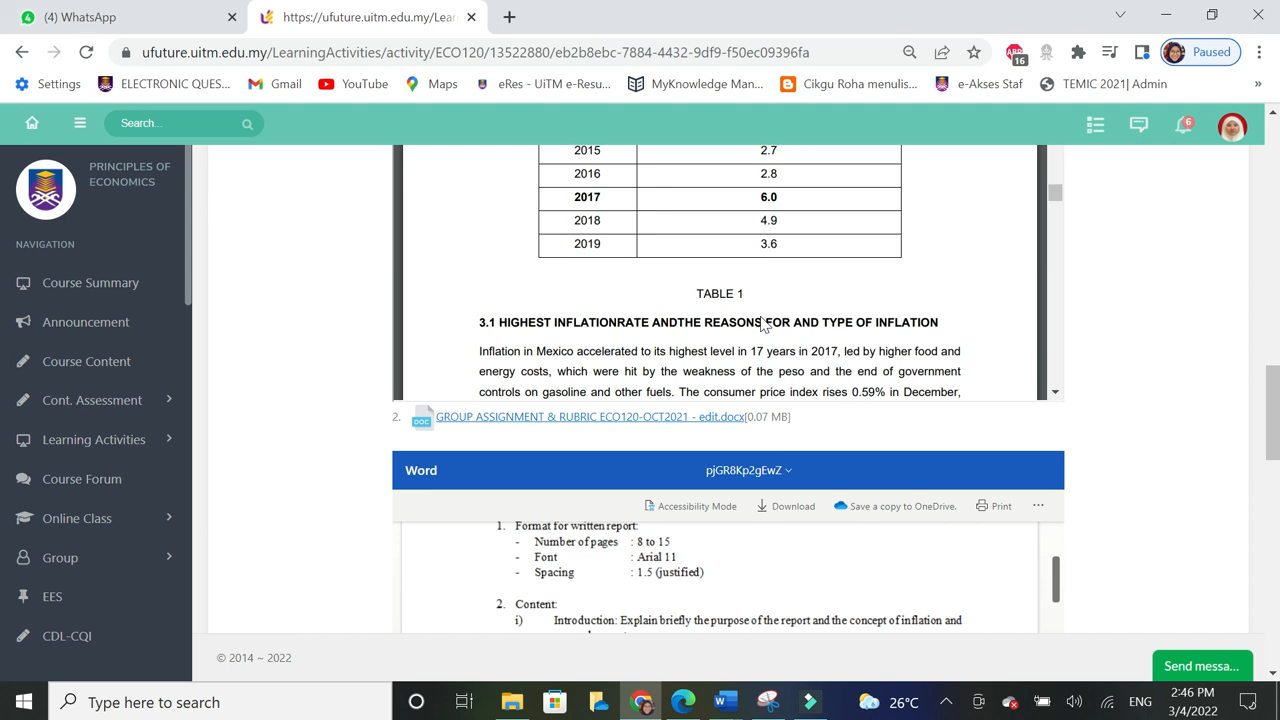 (4) WhatsApp
https://ufuture.uitm.edu.my/Lear
ufuture.uitm.edu.my/LearningActivities/activity/ECO120/13522880/eb2b8ebc-7884-4432-9df9-f50ec09396fa
ABP
16
Paused
Settings
ELECTRONIC QUES...
Gmail
YouTube
Maps
eRes - UiTM e-Resu...
MyKnowledge Man...
Cikgu Roha menulis...
e-Akses Staf
TEMIC 2021| Admin
»
Search...
6
PRINCIPLES OF
ECONOMICS
NAVIGATION
Course Summary
Announcement
Course Content
Cont. Assessment
Learning Activities
Course Forum
Online Class
Group
EES
CDL-CQI
2015 2.7
2016 2.8
2017 6.0
2018 4.9
2019 3.6
TABLE 1
3.1 HIGHEST INFLATIONRATE ANDTHE REASONS FOR AND TYPE OF INFLATION
Inflation in Mexico accelerated to its highest level in 17 years in 2017, led by higher food and
energy costs, which were hit by the weakness of the peso and the end of government
controls on gasoline and other fuels. The consumer price index rises 0.59% in December,
2. DOC GROUP ASSIGNMENT & RUBRIC ECO120-OCT2021 - edit.docx[0.07 MB]
Word
pjGR8Kp2gEwZ
Accessibility Mode
Download
Save a copy to OneDrive.
Print
...
1. Format for written report:
- Number of pages : 8 to 15
- Font : Arial 11
- Spacing : 1.5 (justified)
2. Content:
i) Introduction: Explain briefly the purpose of the report and the concept of inflation and
© 2014 ~ 2022
Send messa...
Type here to search
26°C
ENG
2:46 PM
3/4/2022